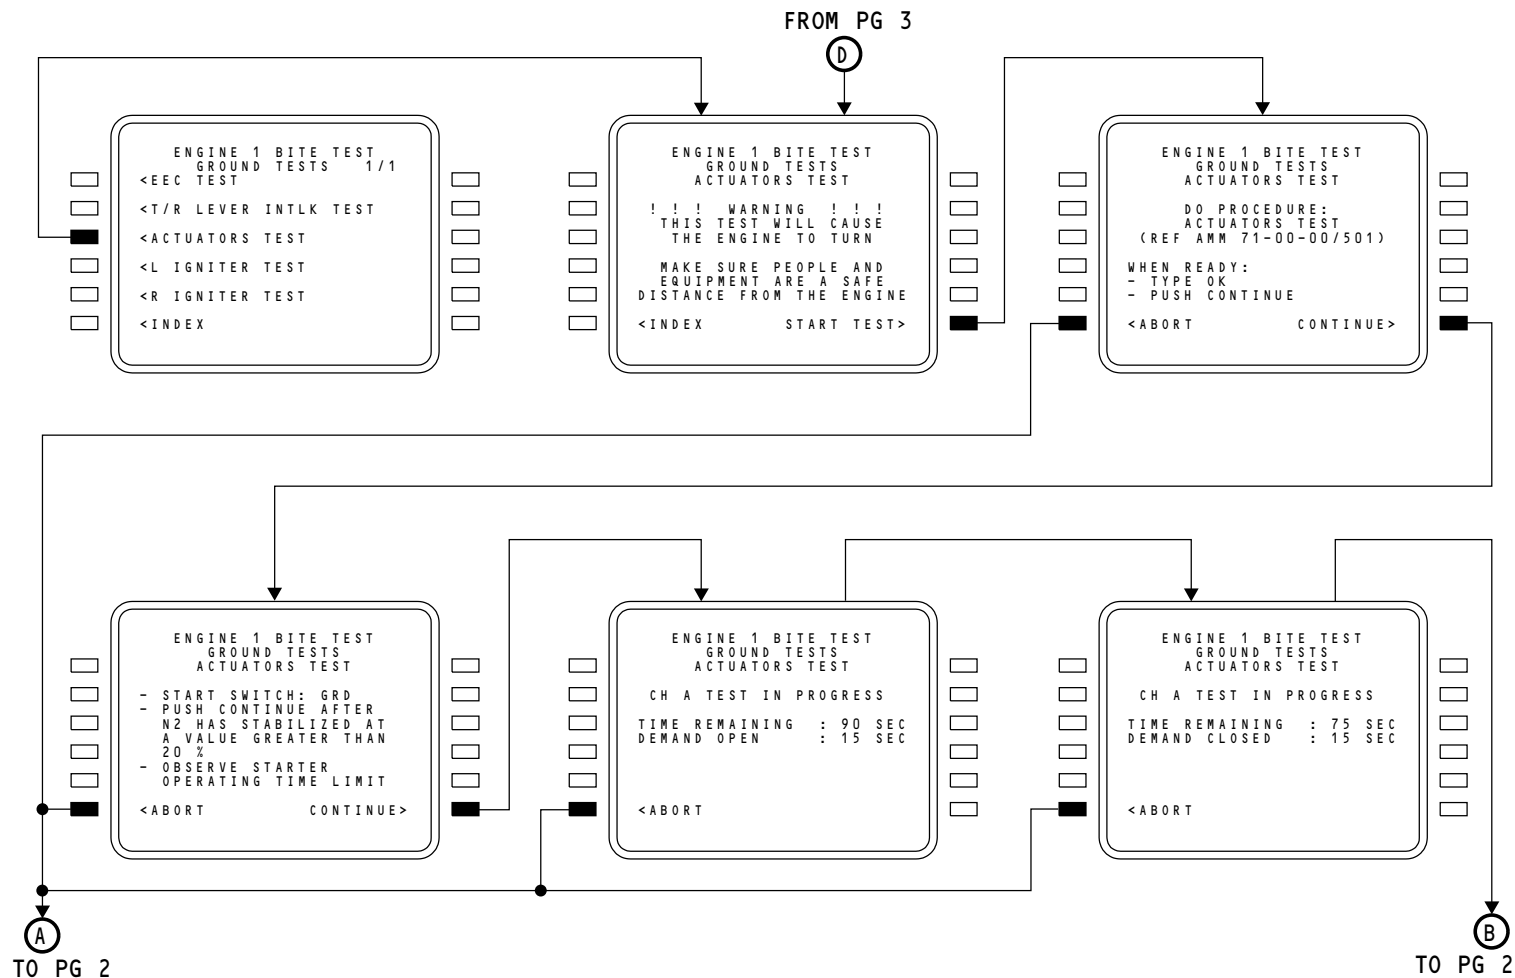 FROM PG 3
D
ENGINE 1 BITE TEST
GROUND TESTS 1/1
<EEC TEST
<T/R LEVER INTLK TEST
<ACTUATORS TEST
<L IGNITER TEST
<R IGNITER TEST
<INDEX
ENGINE 1 BITE TEST
GROUND TESTS
ACTUATORS TEST
! ! ! WARNING ! ! !
THIS TEST WILL CAUSE
THE ENGINE TO TURN
MAKE SURE PEOPLE AND
EQUIPMENT ARE A SAFE
DISTANCE FROM THE ENGINE
<INDEX START TEST>
ENGINE 1 BITE TEST
GROUND TESTS
ACTUATORS TEST
DO PROCEDURE:
ACTUATORS TEST
(REF AMM 71-00-00/501)
WHEN READY:
- TYPE OK
- PUSH CONTINUE
<ABORT CONTINUE>
ENGINE 1 BITE TEST
GROUND TESTS
ACTUATORS TEST
- START SWITCH: GRD
- PUSH CONTINUE AFTER
N2 HAS STABILIZED AT
A VALUE GREATER THAN
20 %
- OBSERVE STARTER
OPERATING TIME LIMIT
<ABORT CONTINUE>
ENGINE 1 BITE TEST
GROUND TESTS
ACTUATORS TEST
CH A TEST IN PROGRESS
TIME REMAINING : 90 SEC
DEMAND OPEN : 15 SEC
<ABORT
ENGINE 1 BITE TEST
GROUND TESTS
ACTUATORS TEST
CH A TEST IN PROGRESS
TIME REMAINING : 75 SEC
DEMAND CLOSED : 15 SEC
<ABORT
A
TO PG 2
B
TO PG 2